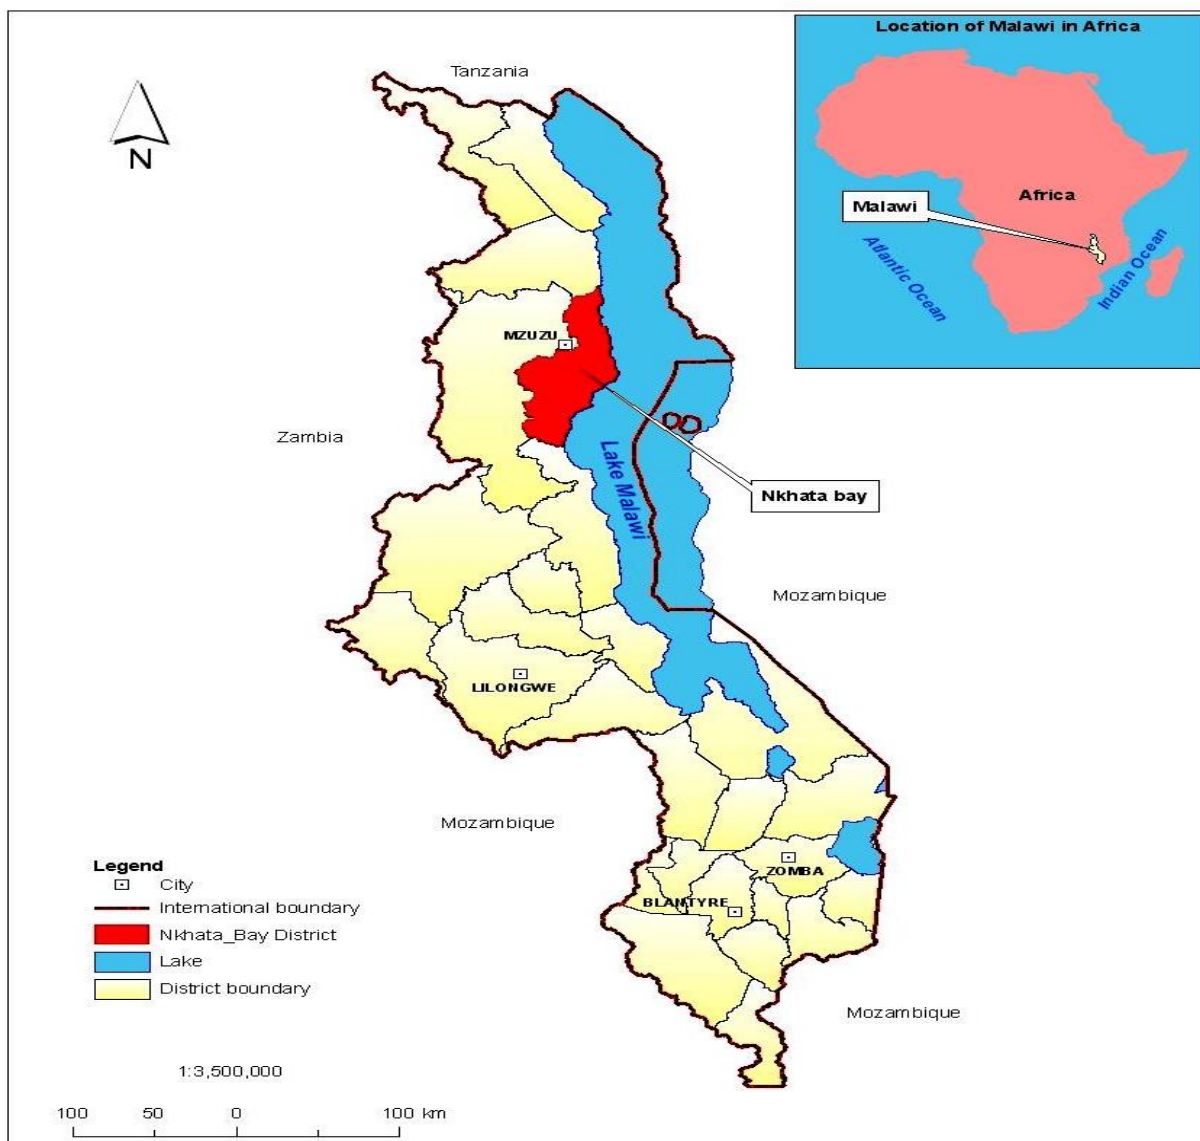 Location of Malawi in Africa
Tanzania
N
Africa
Malawi
Atlantic Ocean
Indian Ocean
MZUZU
Zambia
Lake Malawi
Nkhata bay
Mozambique
LILONGWE
Mozambique
ZOMBA
BLANTYRE
Mozambique
Legend
City
International boundary
Nkhata_Bay District
Lake
District boundary
1:3,500,000
100 50 0 100 km